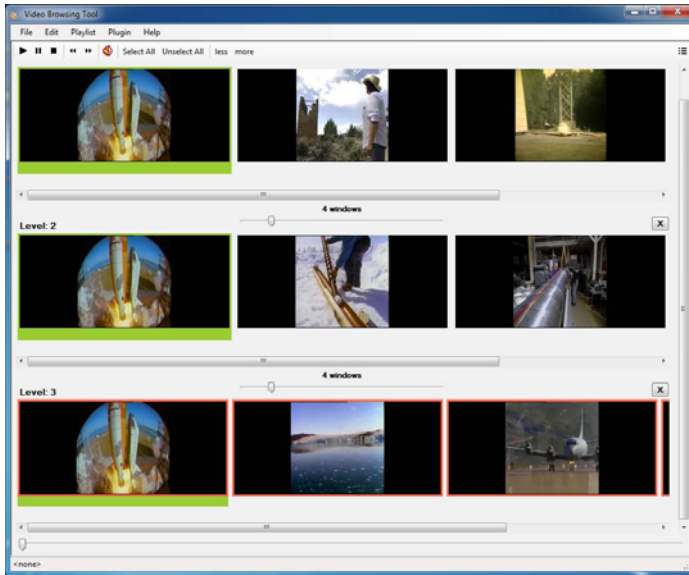 Video Browsing Tool
File Edit Playlist Plugin Help
Select All Unselect All less more
4 windows
Level: 2 X
4 windows
Level: 3 X
<none>